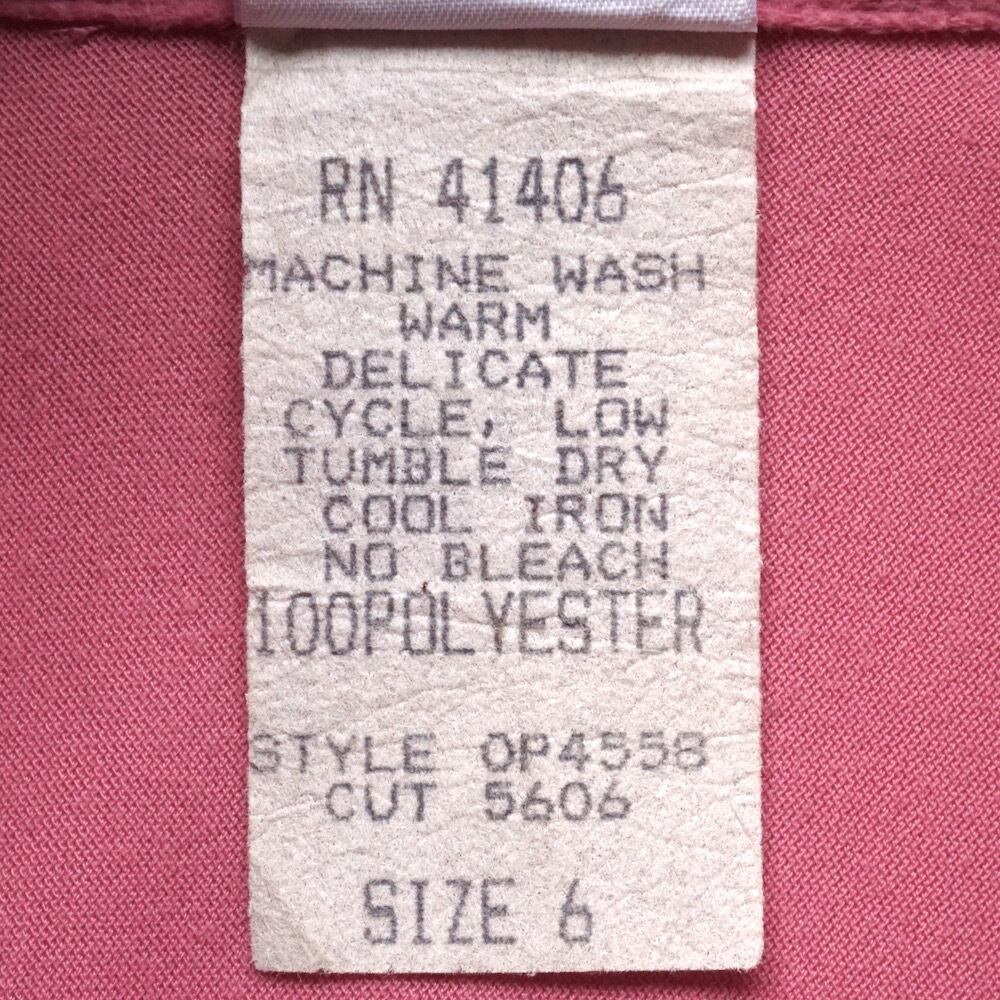 RN 41406
MACHINE WASH
WARM
DELICATE
CYCLE, LOW
TUMBLE DRY
COOL IRON
NO BLEACH
100POLYESTER
STYLE OP4558
CUT 5606
SIZE 6